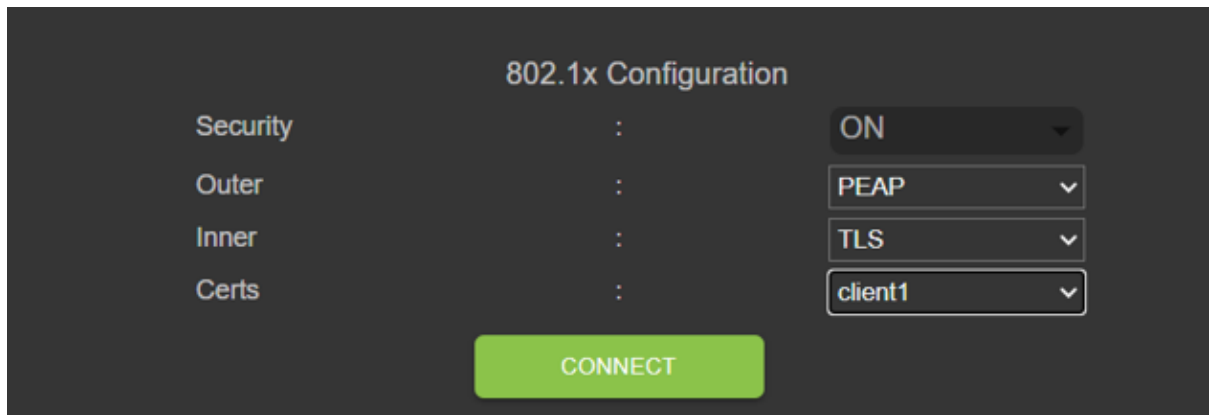 802.1x Configuration
Security : ON
Outer : PEAP
Inner : TLS
Certs : client1
CONNECT